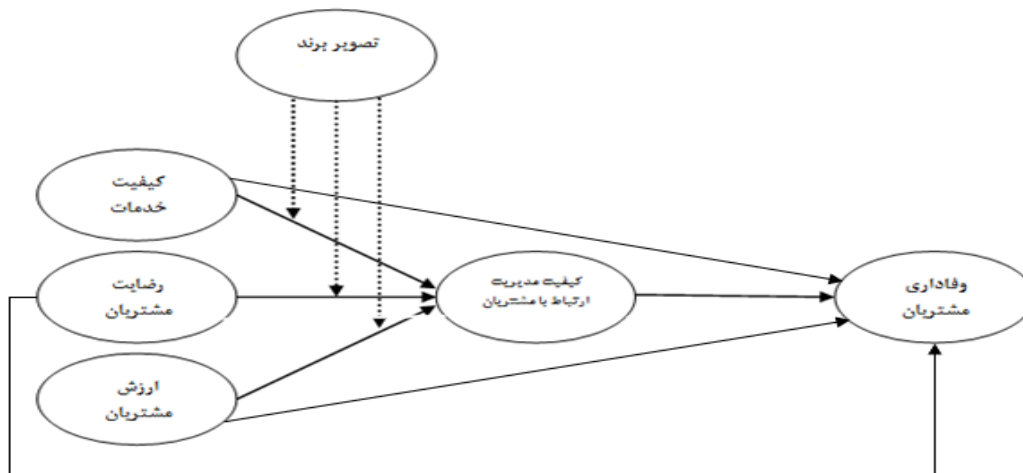 تصویر برند
کیفیت
خدمات
رضایت
مشتریان
ارزش
مشتریان
کیفیت مدیریت
ارتباط با مشتریان
وفاداری
مشتریان